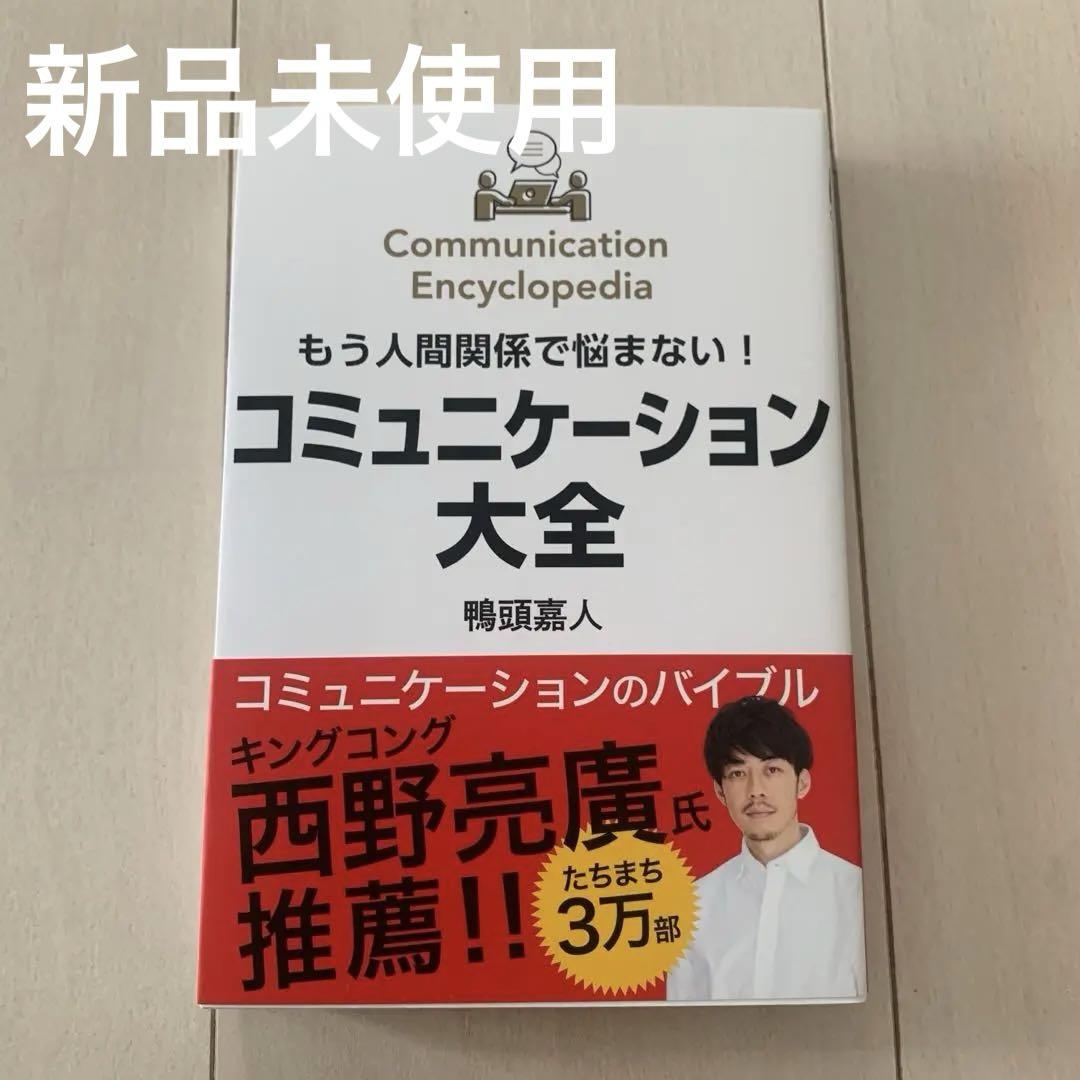 新品未使用
Communication
Encyclopedia
もう人間関係で悩まない！
コミュニケーション
大全
鴨頭嘉人
コミュニケーションのバイブル
キングコング
西野亮廣氏
推薦!!
たちまち
3万部